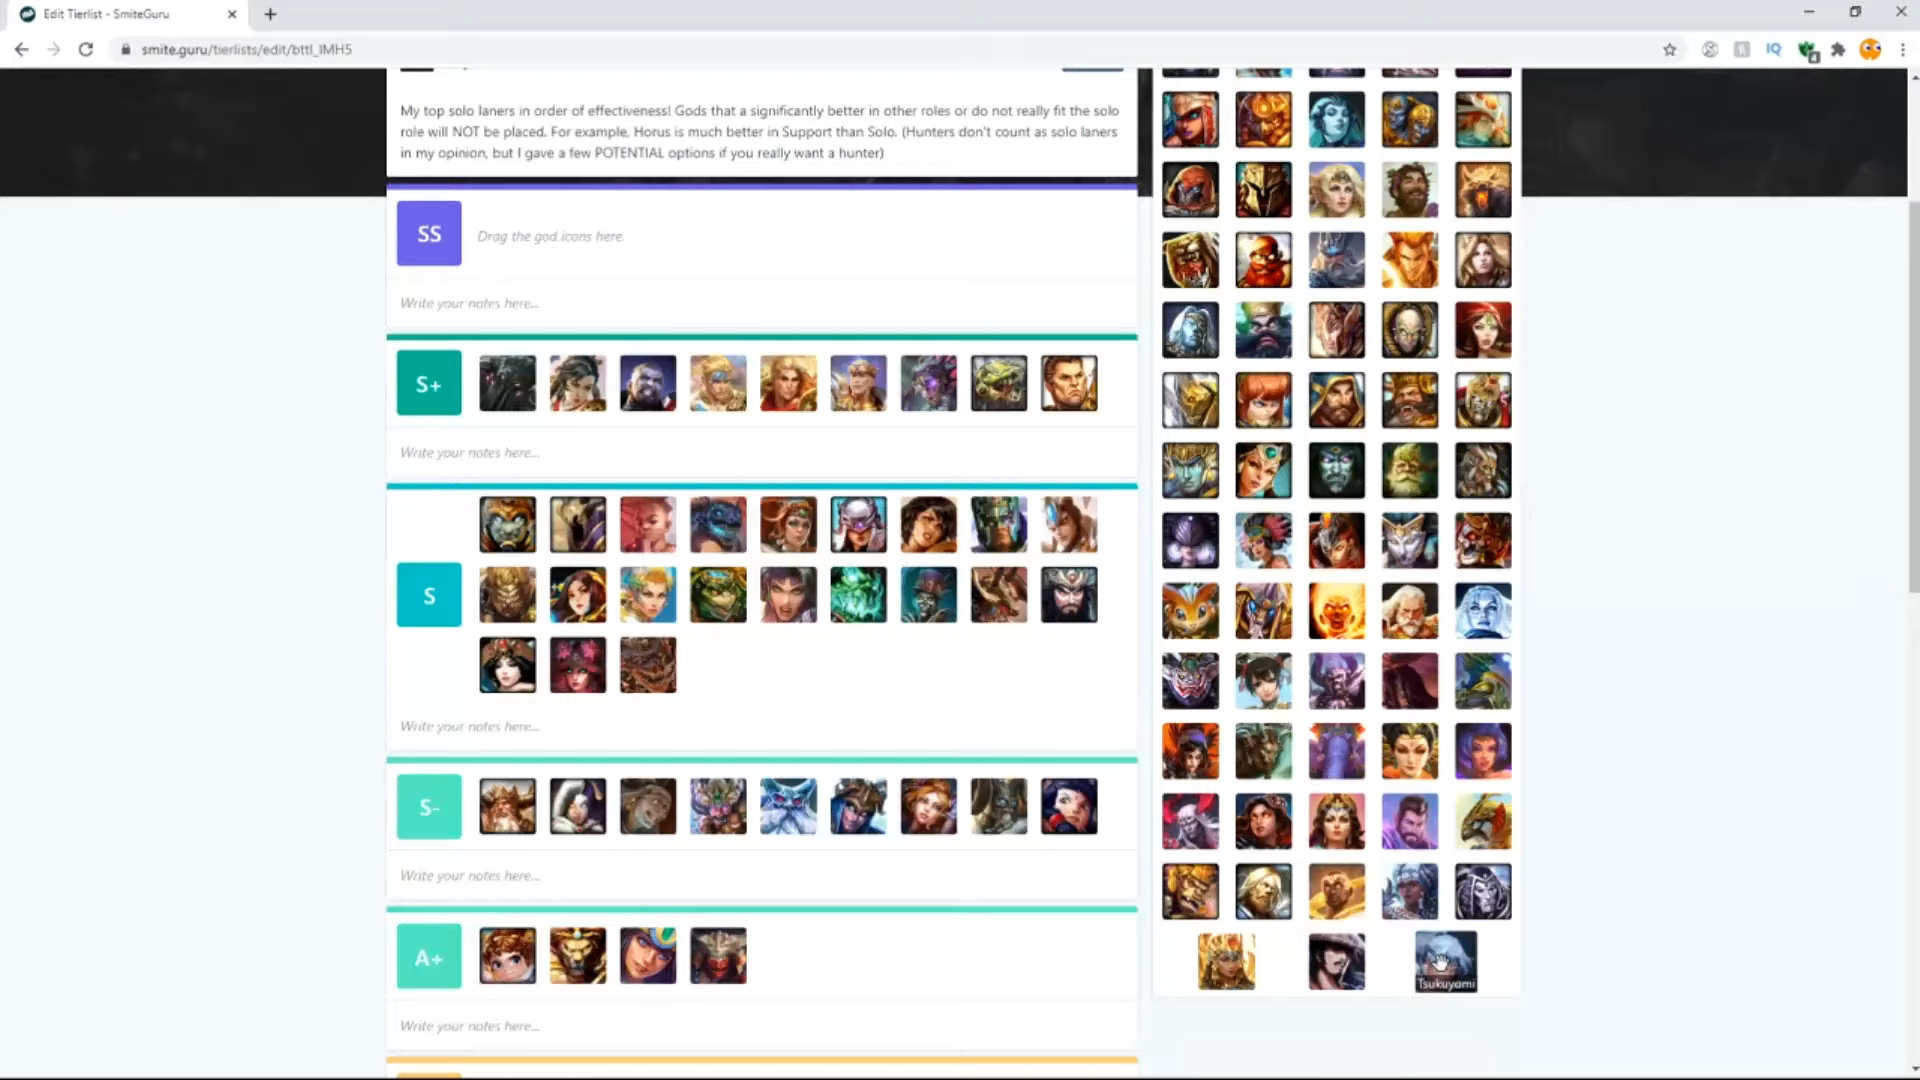 Edit Tierlist - SmiteGuru
smite.guru/tierlists/edit/bttl_IMH5
IQ
4
My top solo laners in order of effectiveness! Gods that a significantly better in other roles or do not really fit the solo
role will NOT be placed. For example, Horus is much better in Support than Solo. (Hunters don't count as solo laners
in my opinion, but I gave a few POTENTIAL options if you really want a hunter)
SS
Drag the god icons here.
Write your notes here...
S+
Write your notes here...
S
Write your notes here...
S-
Write your notes here...
A+
Write your notes here...
Tsukuyomi